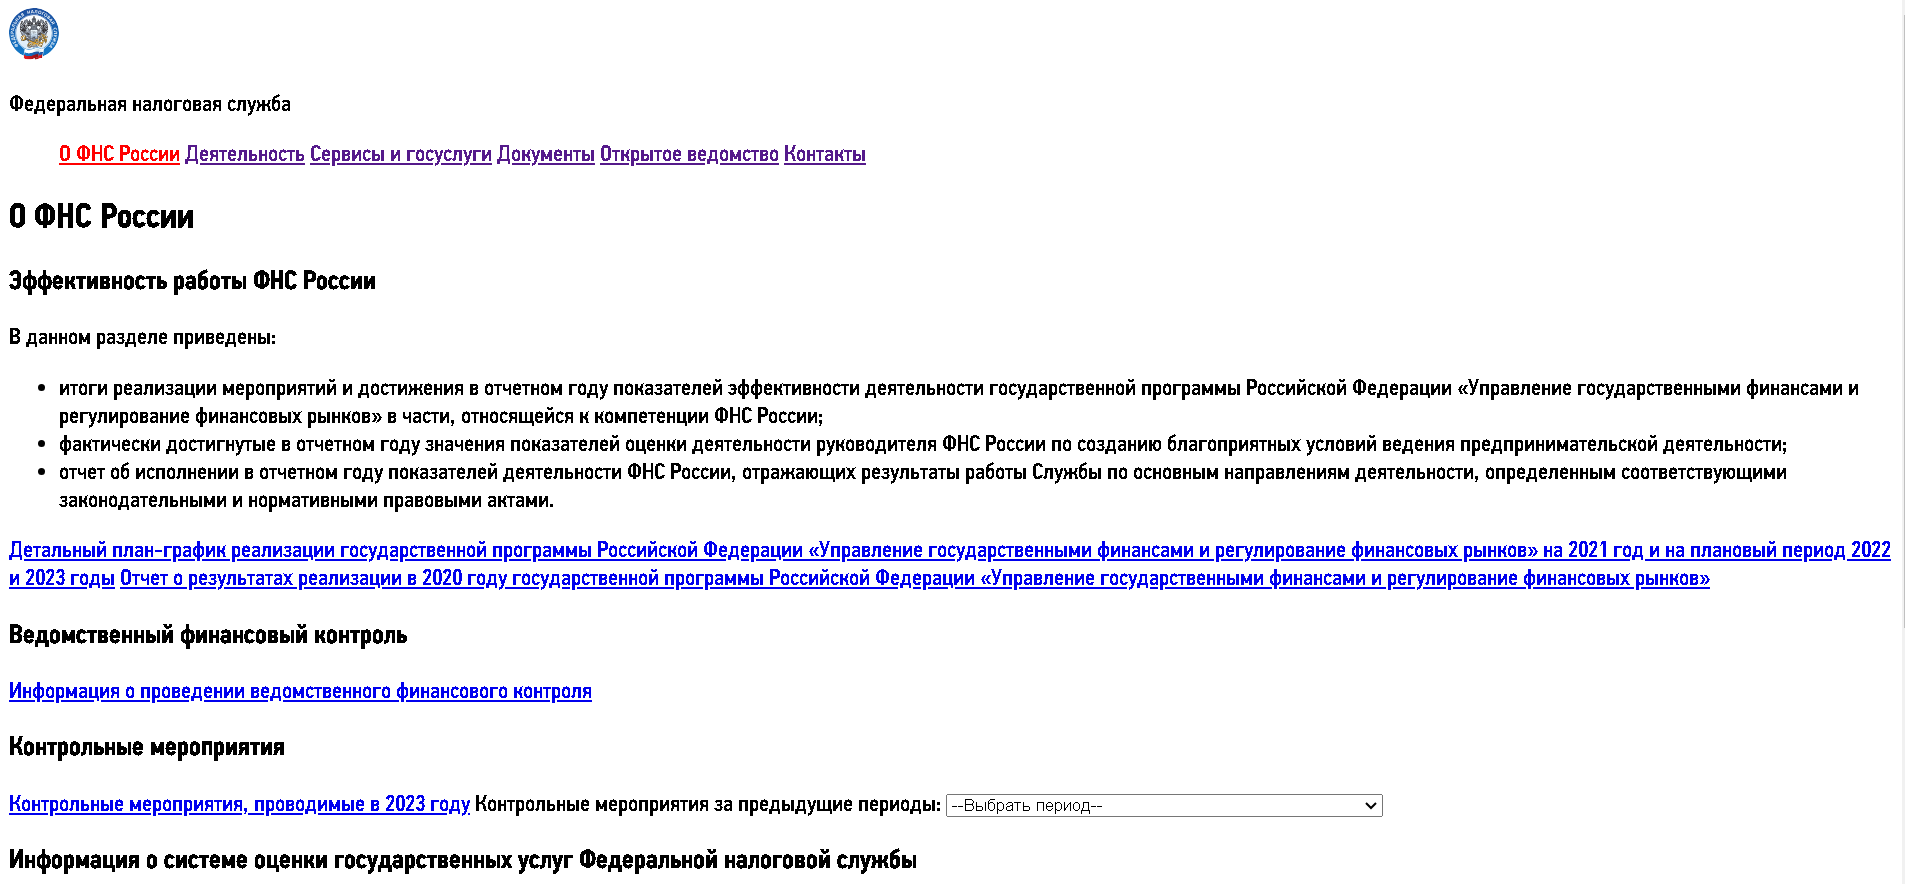 Федеральная налоговая служба
О ФНС России Деятельность Сервисы и госуслуги Документы Открытое ведомство Контакты
О ФНС России
Эффективность работы ФНС России
В данном разделе приведены:
итоги реализации мероприятий и достижения в отчетном году показателей эффективности деятельности государственной программы Российской Федерации «Управление государственными финансами и
регулирование финансовых рынков» в части, относящейся к компетенции ФНС России;
фактически достигнутые в отчетном году значения показателей оценки деятельности руководителя ФНС России по созданию благоприятных условий ведения предпринимательской деятельности;
отчет об исполнении в отчетном году показателей деятельности ФНС России, отражающих результаты работы Службы по основным направлениям деятельности, определенным соответствующими
законодательными и нормативными правовыми актами.
Детальный план-график реализации государственной программы Российской Федерации «Управление государственными финансами и регулирование финансовых рынков» на 2021 год и на плановый период 2022
и 2023 годы Отчет о результатах реализации в 2020 году государственной программы Российской Федерации «Управление государственными финансами и регулирование финансовых рынков»
Ведомственный финансовый контроль
Информация о проведении ведомственного финансового контроля
Контрольные мероприятия
Контрольные мероприятия, проводимые в 2023 году Контрольные мероприятия за предыдущие периоды: --Выбрать период--
Информация о системе оценки государственных услуг Федеральной налоговой службы